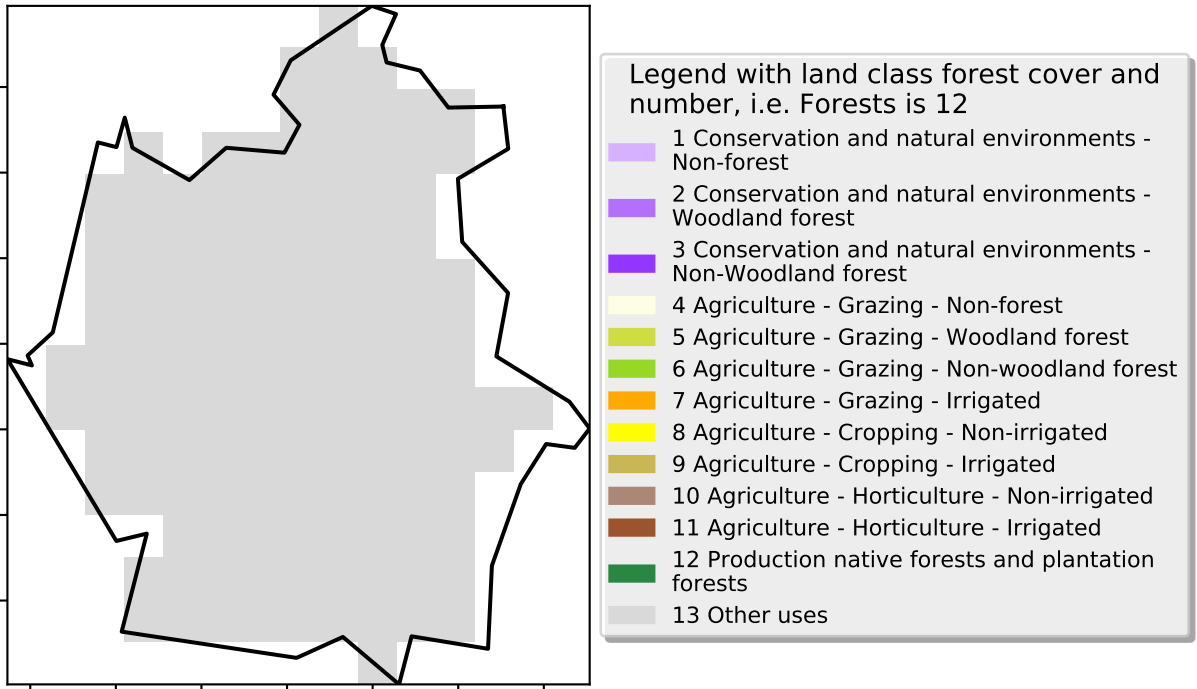 Legend with land class forest cover and
number, i.e. Forests is 12
1 Conservation and natural environments -
Non-forest
2 Conservation and natural environments -
Woodland forest
3 Conservation and natural environments -
Non-Woodland forest
4 Agriculture - Grazing - Non-forest
5 Agriculture - Grazing - Woodland forest
6 Agriculture - Grazing - Non-woodland forest
7 Agriculture - Grazing - Irrigated
8 Agriculture - Cropping - Non-irrigated
9 Agriculture - Cropping - Irrigated
10 Agriculture - Horticulture - Non-irrigated
11 Agriculture - Horticulture - Irrigated
12 Production native forests and plantation
forests
13 Other uses